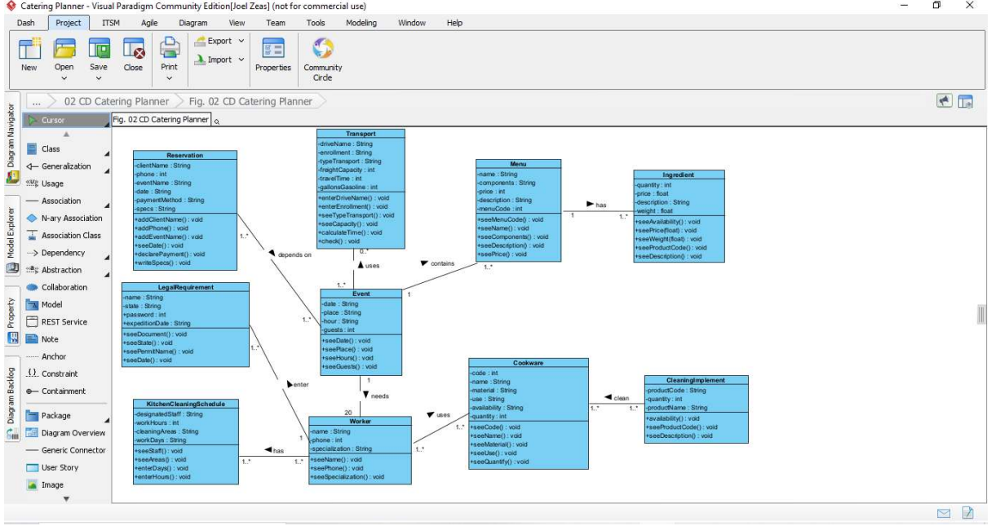 Catering Planner - Visual Paradigm Community Edition[Joel Zeas] (not for commercial use)
Dash Project ITSM Agile Diagram View Team Tools Modeling Window Help
New
Open
Save
Close
Print
Export
Import
Properties
Community
Circle
... 02 CD Catering Planner Fig. 02 CD Catering Planner
Diagram Navigator
Model Explorer
Property
Diagram Backlog
Cursor
Class
Generalization
Usage
Association
N-ary Association
Association Class
Dependency
Abstraction
Collaboration
Model
REST Service
Note
Anchor
Constraint
Containment
Package
Diagram Overview
Generic Connector
User Story
Image
Fig. 02 CD Catering Planner
Reservation
-clientName : String
-phone : int
-eventName : String
-date : String
-paymentMethod : String
-specs : String
+addClientName() : void
+addPhone() : void
+addEventName() : void
+seeDate() : void
+declarePayment() : void
+writeSpecs() : void
1..*
depends on
1..*
Transport
-driveName : String
-enrollment : String
-typeTransport : String
-freightCapacity : int
-travelTime : int
-gallonsGasoline : int
+enterDriveName() : void
+enterEnrollment() : void
+seeTypeTransport() : void
+seeCapacity() : void
+calculateTime() : void
+check() : void
0..*
uses
1..*
Menu
-name : String
-components : String
-price : int
-description : String
-menuCode : int
+seeMenuCode() : void
+seeName() : void
+seeComponents() : void
+seeDescription() : void
+seePrice() : void
1..*
contains
1
has
1
1..*
Ingredient
-quantity : int
-price : float
-description : String
-weight : float
+seeAvailability() : void
+seePrice(float) : void
+seeWeight(float) : void
+seeProductCode() : void
+seeDescription() : void
LegalRequirement
-name : String
-state : String
+password : int
+expeditionDate : String
+seeDocument() : void
+seeState() : void
+seePermitName() : void
+seeDate() : void
1..*
enter
1
Event
-date : String
-place : String
-hour : String
-guests : int
+seeDate() : void
+seePlace() : void
+seeHours() : void
+seeGuests() : void
1
needs
20
KitchenCleaningSchedule
-designatedStaff : String
-workHours : int
-cleaningAreas : String
-workDays : String
+seeStaff() : void
+seeAreas() : void
+enterDays() : void
+enterHours() : void
has
1..*
1..*
Worker
-name : String
-phone : int
-specialization : String
+seeName() : void
+seePhone() : void
+seeSpecialization() : void
1..*
uses
1..*
Cookware
-code : int
-name : String
-material : String
-use : String
-availability : String
-quantity : int
+seeCode() : void
+seeName() : void
+seeMaterial() : void
+seeUse() : void
+seeQuantify() : void
clean
1..*
1..*
CleaningImplement
-productCode : String
-quantity : int
-productName : String
+availability() : void
+seeProductCode() : void
+seeDescription() : void